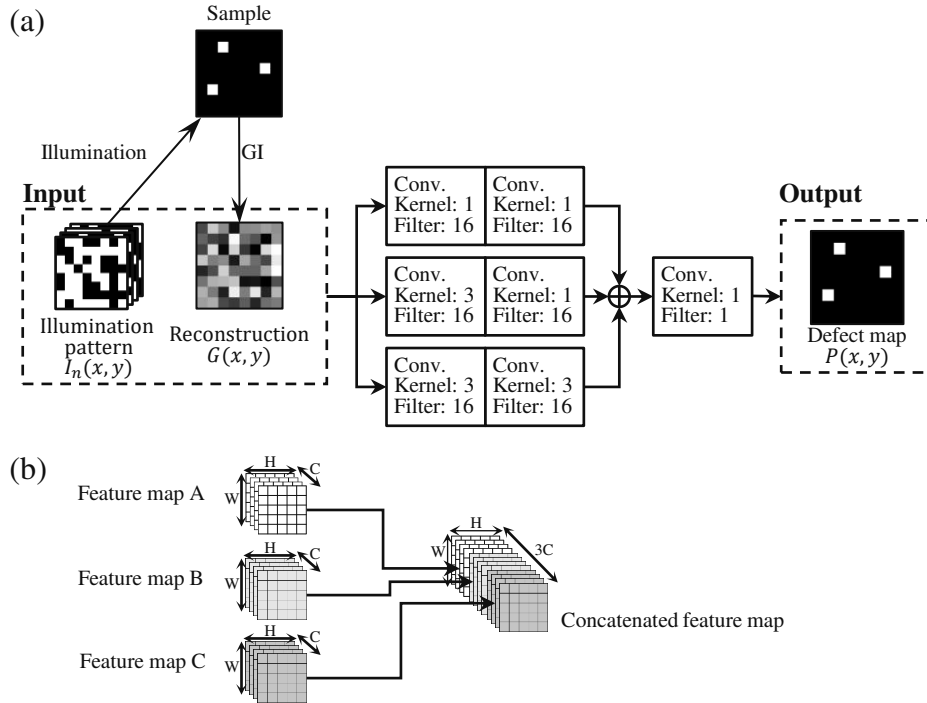 (a)
Sample
Illumination
GI
Input
Illumination
pattern
Iₙ(x, y)
Reconstruction
G(x, y)
Conv.
Kernel: 1
Filter: 16
Conv.
Kernel: 1
Filter: 16
Conv.
Kernel: 3
Filter: 16
Conv.
Kernel: 1
Filter: 16
Conv.
Kernel: 3
Filter: 16
Conv.
Kernel: 3
Filter: 16
Conv.
Kernel: 1
Filter: 1
Output
Defect map
P(x, y)
(b)
Feature map A
H
C
W
Feature map B
H
C
W
Feature map C
H
C
W
H
W
3C
Concatenated feature map